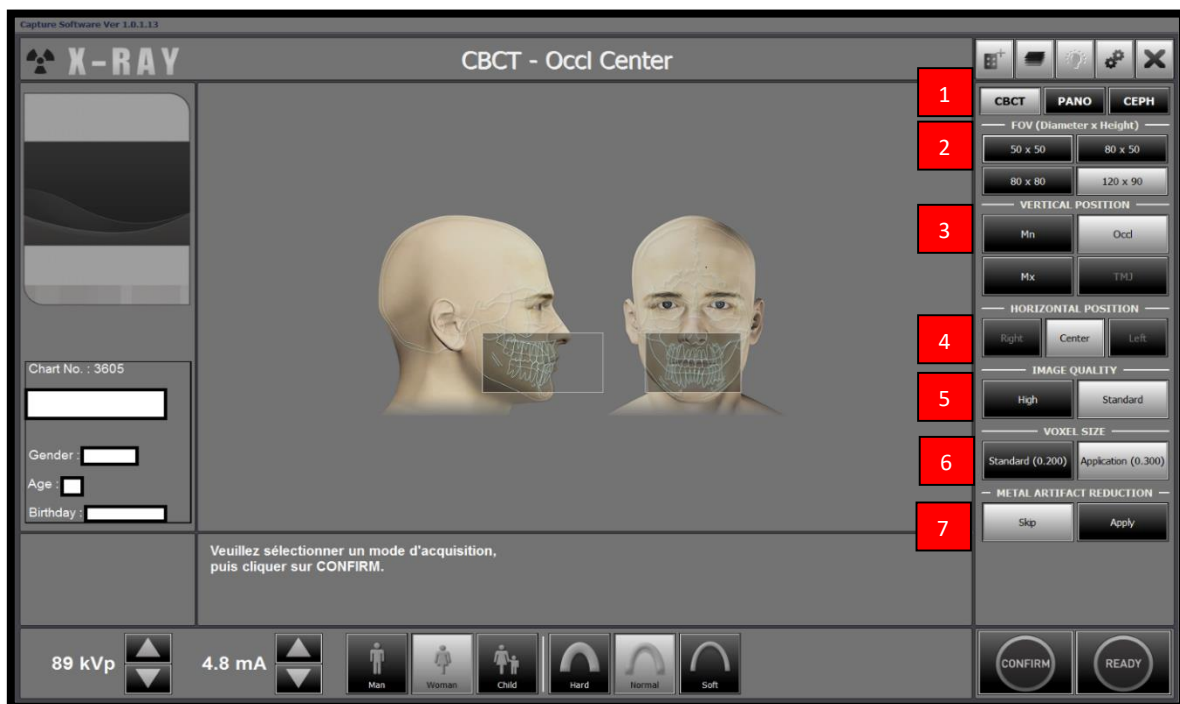 Capture Software Ver 1.0.1.13
X-RAY
CBCT - Occl Center
1
CBCT PANO CEPH
FOV (Diameter x Height)
2
50 x 50 80 x 50
80 x 80 120 x 90
VERTICAL POSITION
3
Mn Occl
Mx TMJ
HORIZONTAL POSITION
4
Right Center Left
IMAGE QUALITY
5
High Standard
VOXEL SIZE
6
Standard (0.200) Application (0.300)
METAL ARTIFACT REDUCTION
7
Skip Apply
Chart No. : 3605
Gender :
Age :
Birthday :
Veuillez sélectionner un mode d'acquisition,
puis cliquer sur CONFIRM.
89 kVp 4.8 mA
Man Woman Child Hard Normal Soft
CONFIRM READY